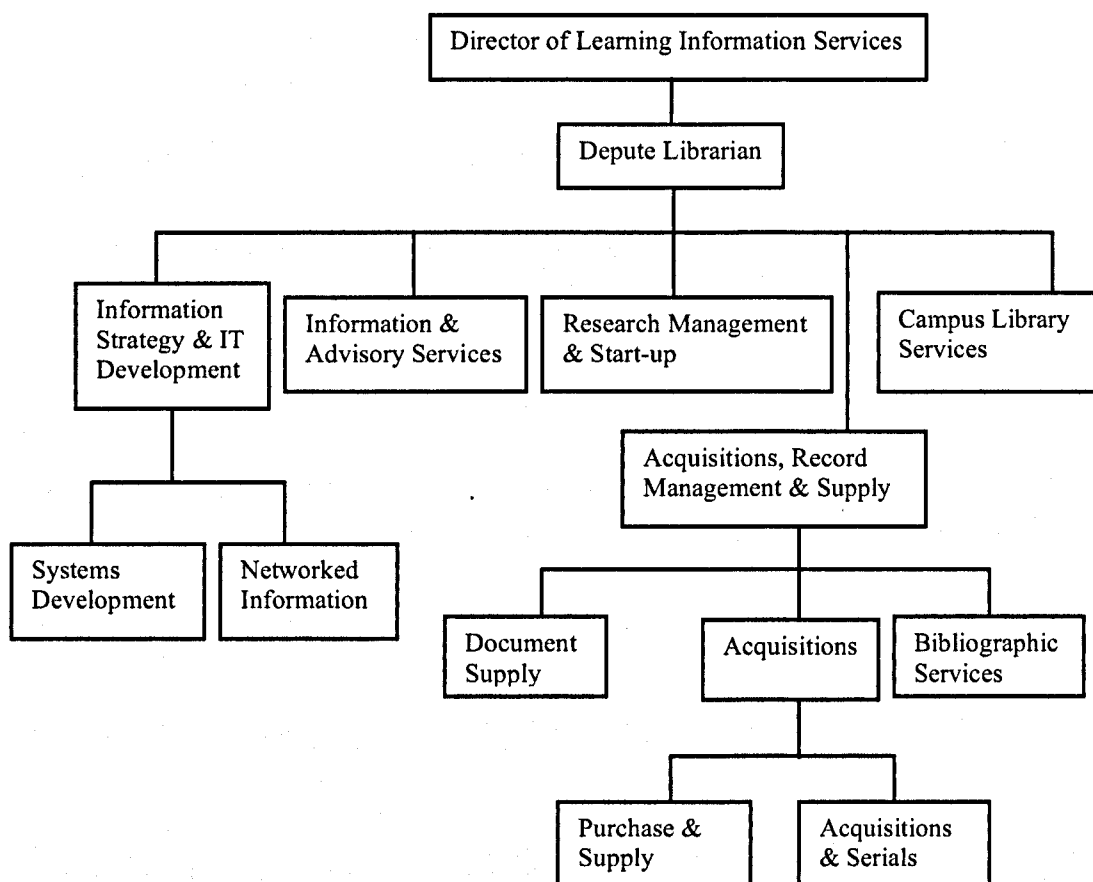 Director of Learning Information Services
Depute Librarian
Information
Strategy & IT
Development
Information &
Advisory Services
Research Management
& Start-up
Campus Library
Services
Acquisitions, Record
Management & Supply
Systems
Development
Networked
Information
Document
Supply
Acquisitions
Bibliographic
Services
Purchase &
Supply
Acquisitions
& Serials